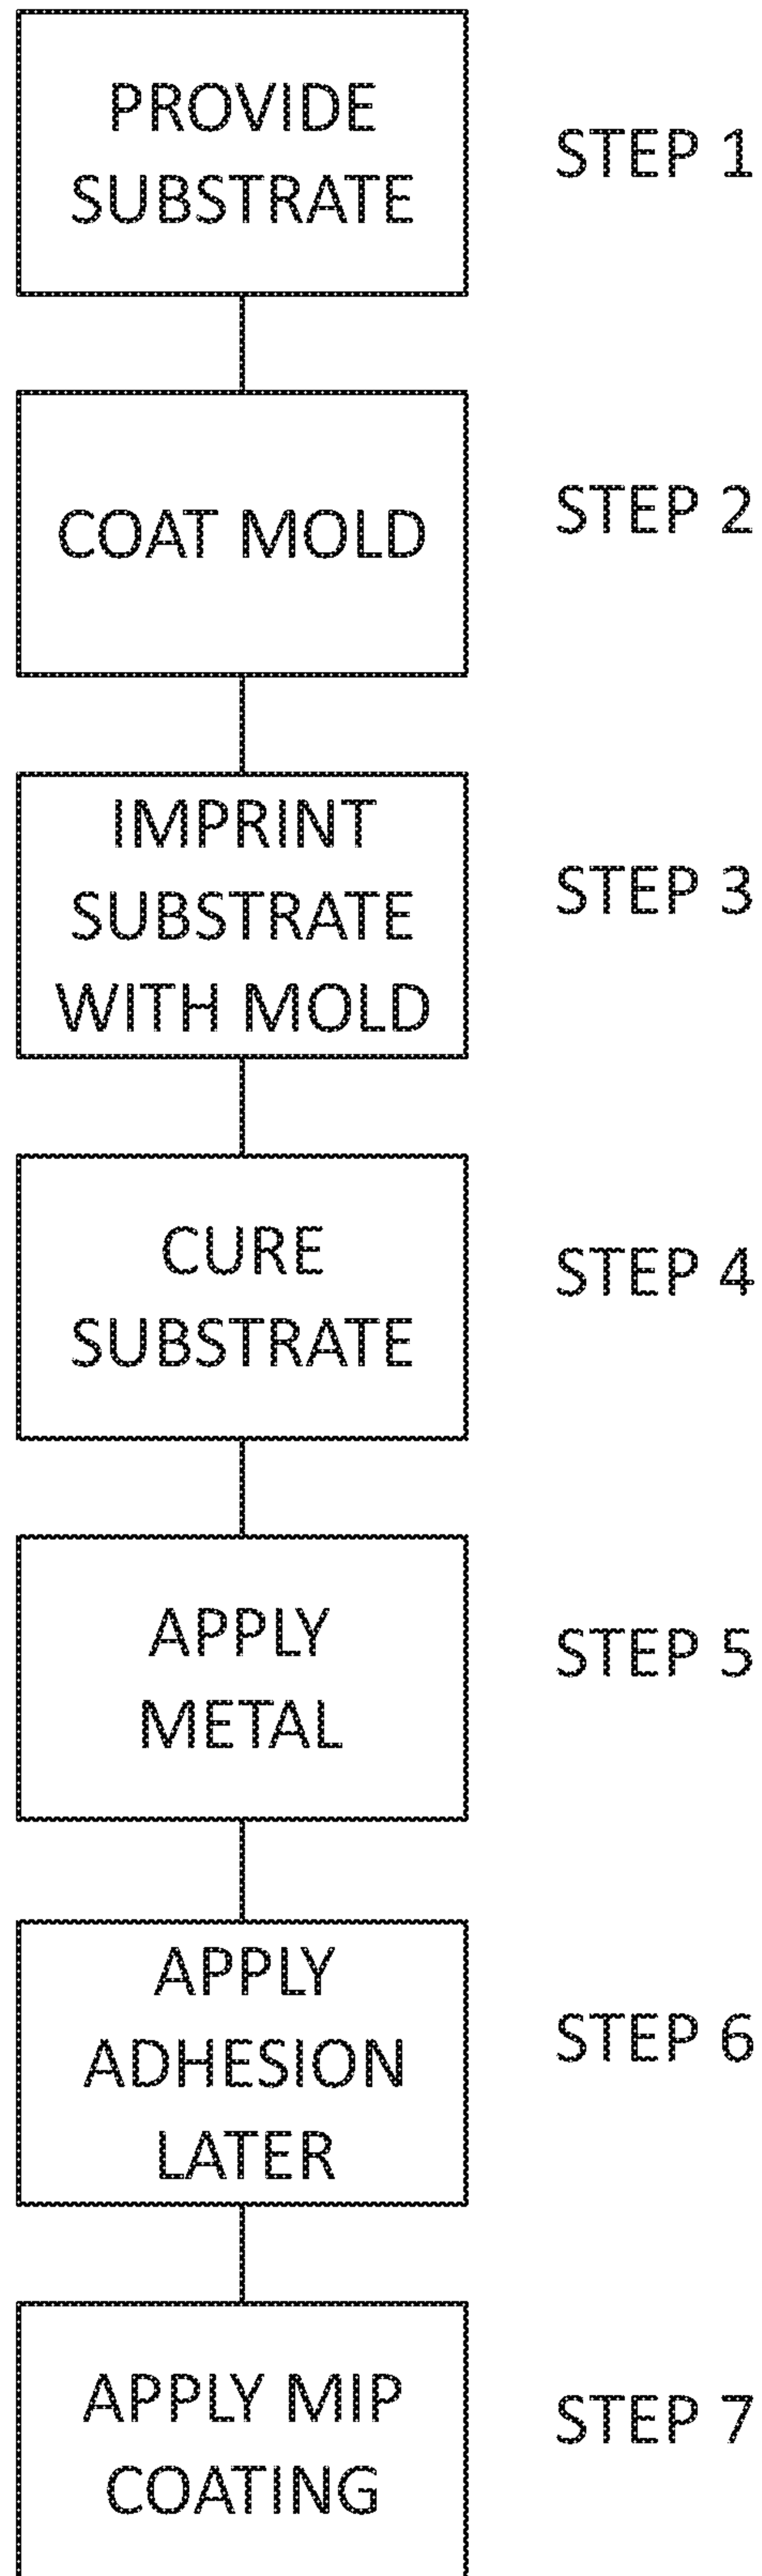 PROVIDE
SUBSTRATE
STEP 1
COAT MOLD
STEP 2
IMPRINT
SUBSTRATE
WITH MOLD
STEP 3
CURE
SUBSTRATE
STEP 4
APPLY
METAL
STEP 5
APPLY
ADHESION
LATER
STEP 6
APPLY MIP
COATING
STEP 7